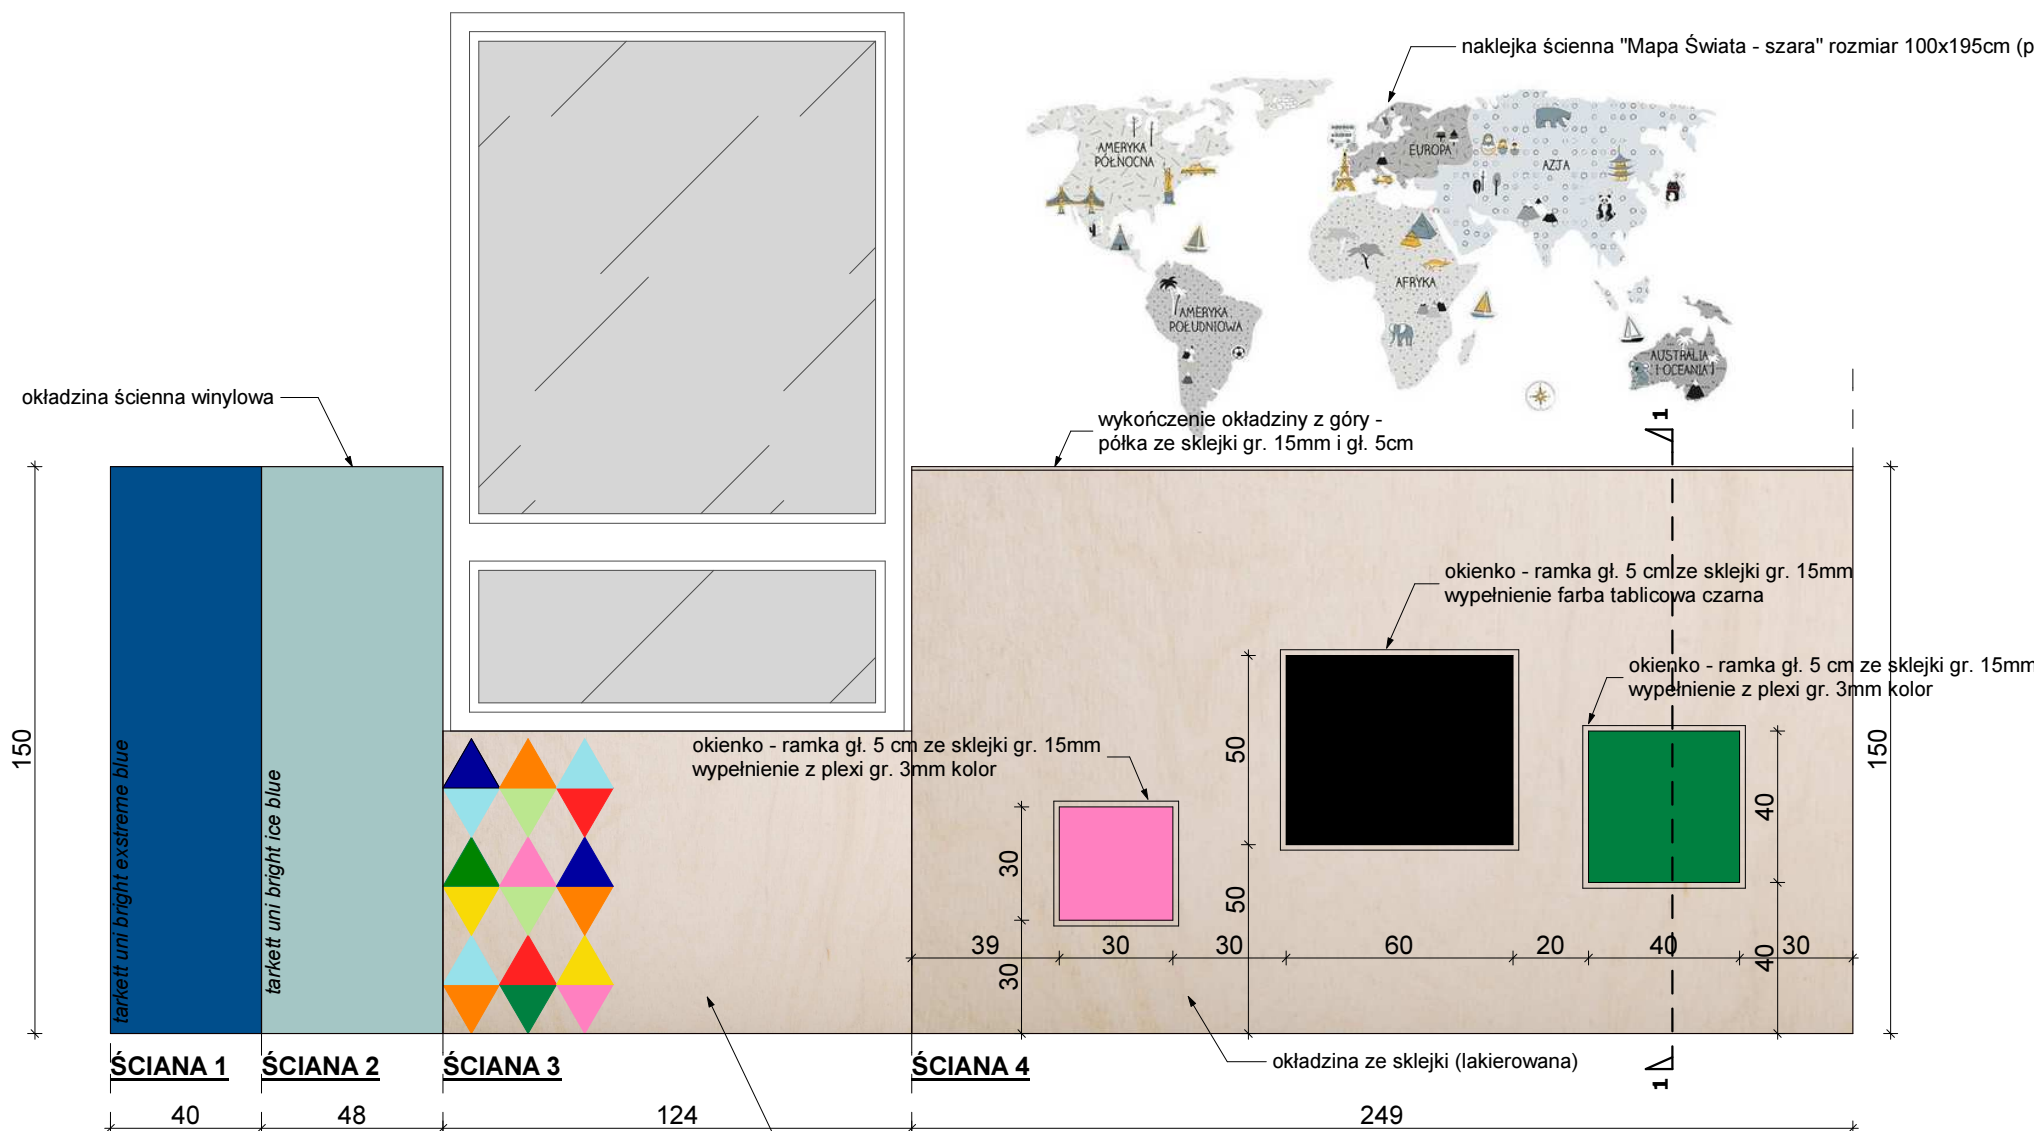 naklejka ścienna "Mapa Świata - szara" rozmiar 100x195cm (p
AMERYKA
PÓŁNOCNA
EUROPA
AZJA
AFRYKA
AMERYKA
POŁUDNIOWA
AUSTRALIA
I OCEANIA
okładzina ścienna winylowa
wykończenie okładziny z góry -
półka ze sklejki gr. 15mm i gł. 5cm
1
okienko - ramka gł. 5 cm ze sklejki gr. 15mm
wypełnienie farba tablicowa czarna
okienko - ramka gł. 5 cm ze sklejki gr. 15mm
wypełnienie z plexi gr. 3mm kolor
okienko - ramka gł. 5 cm ze sklejki gr. 15mm
wypełnienie z plexi gr. 3mm kolor
150
tarkett uni bright exstreme blue
tarkett uni bright ice blue
50
150
30
50
40
39
30
30
60
20
40
30
30
40
okładzina ze sklejki (lakierowana)
1
ŚCIANA 1
ŚCIANA 2
ŚCIANA 3
ŚCIANA 4
40
48
124
249